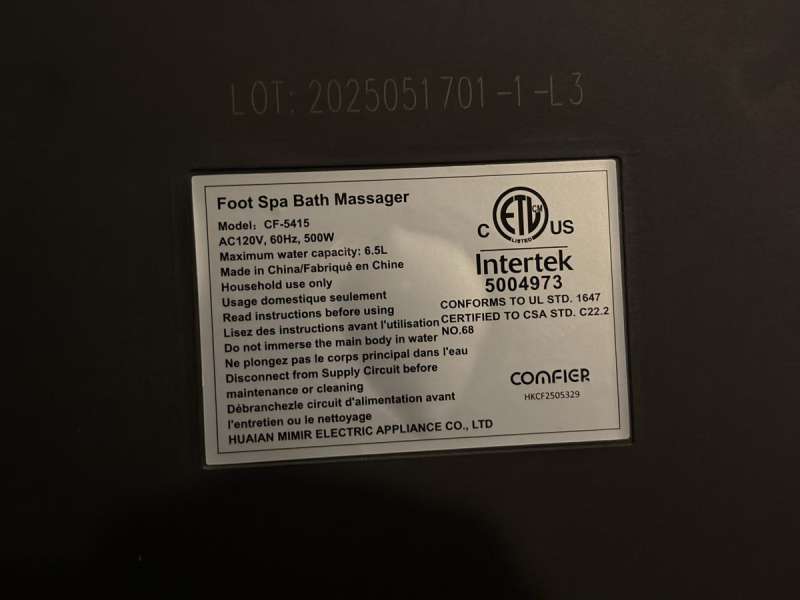 LOT: 2025051701-1-L3
Foot Spa Bath Massager
Model: CF-5415
AC120V, 60Hz, 500W
Maximum water capacity: 6.5L
Made in China/Fabriqué en Chine
Household use only
Usage domestique seulement
Read instructions before using
Lisez des instructions avant l'utilisation
Do not immerse the main body in water
Ne plongez pas le corps principal dans l'eau
Disconnect from Supply Circuit before
maintenance or cleaning
Débranchezle circuit d'alimentation avant
l'entretien ou le nettoyage
HUAIAN MIMIR ELECTRIC APPLIANCE CO., LTD
C ETL CM US
LISTED
Intertek
5004973
CONFORMS TO UL STD. 1647
CERTIFIED TO CSA STD. C22.2
NO.68
COMFIER
HKCF2505329